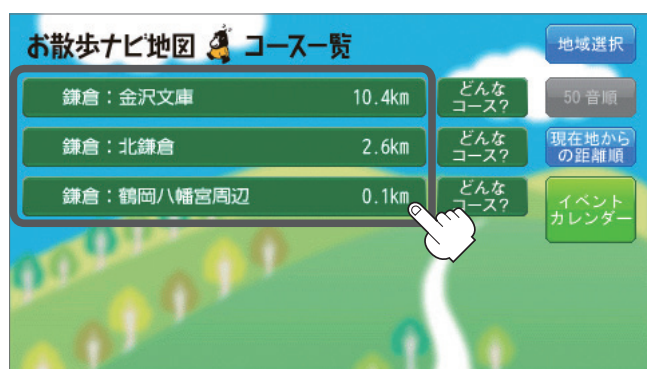 お散歩ナビ地図 コース一覧
地域選択
鎌倉：金沢文庫 10.4km
どんな
コース?
50音順
鎌倉：北鎌倉 2.6km
どんな
コース?
現在地から
の距離順
鎌倉：鶴岡八幡宮周辺 0.1km
どんな
コース?
イベント
カレンダー